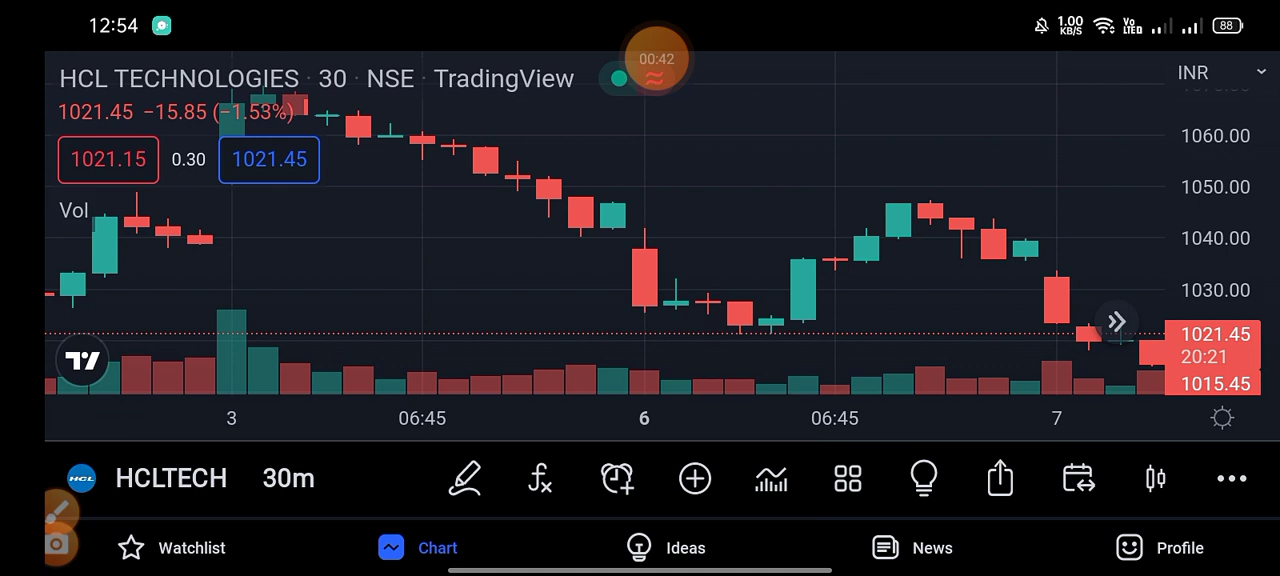 12:54 1.00 KB/S Vo LTE D 88
00:42
HCL TECHNOLOGIES · 30 · NSE · TradingView INR
1021.45 −15.85 (−1.53%)
1021.15 0.30 1021.45
Vol
1060.00
1050.00
1040.00
1030.00
1021.45
20:21
1015.45
3 06:45 6 06:45 7
HCL HCLTECH 30m
Watchlist Chart Ideas News Profile